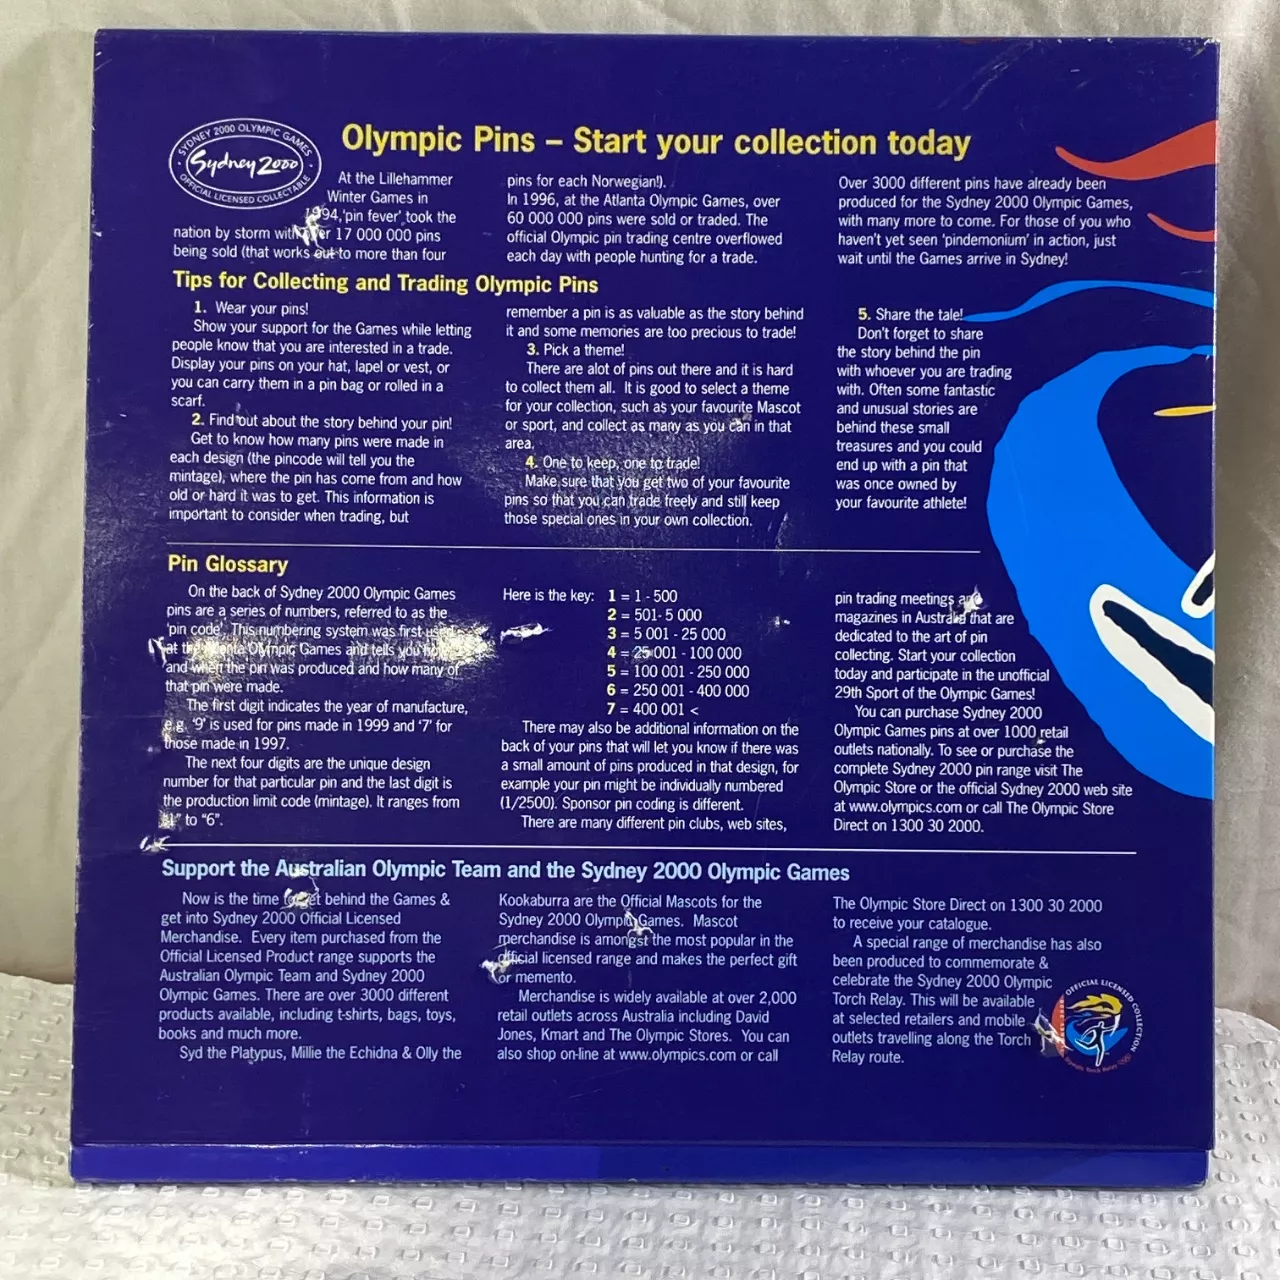 SYDNEY 2000 OLYMPIC GAMES
Sydney 2000
OFFICIAL LICENSED COLLECTABLE
Olympic Pins – Start your collection today
At the Lillehammer
Winter Games in
1994,'pin fever' took the
nation by storm with over 17 000 000 pins
being sold (that works out to more than four
pins for each Norwegian!).
In 1996, at the Atlanta Olympic Games, over
60 000 000 pins were sold or traded. The
official Olympic pin trading centre overflowed
each day with people hunting for a trade.
Over 3000 different pins have already been
produced for the Sydney 2000 Olympic Games,
with many more to come. For those of you who
haven't yet seen 'pindemonium' in action, just
wait until the Games arrive in Sydney!
Tips for Collecting and Trading Olympic Pins
1. Wear your pins!
Show your support for the Games while letting
people know that you are interested in a trade.
Display your pins on your hat, lapel or vest, or
you can carry them in a pin bag or rolled in a
scarf.
2. Find out about the story behind your pin!
Get to know how many pins were made in
each design (the pincode will tell you the
mintage), where the pin has come from and how
old or hard it was to get. This information is
important to consider when trading, but
remember a pin is as valuable as the story behind
it and some memories are too precious to trade!
3. Pick a theme!
There are alot of pins out there and it is hard
to collect them all. It is good to select a theme
for your collection, such as your favourite Mascot
or sport, and collect as many as you can in that
area.
4. One to keep, one to trade!
Make sure that you get two of your favourite
pins so that you can trade freely and still keep
those special ones in your own collection.
5. Share the tale!
Don't forget to share
the story behind the pin
with whoever you are trading
with. Often some fantastic
and unusual stories are
behind these small
treasures and you could
end up with a pin that
was once owned by
your favourite athlete!
Pin Glossary
On the back of Sydney 2000 Olympic Games
pins are a series of numbers, referred to as the
'pin code'. This numbering system was first used
at the Atlanta Olympic Games and tells you how
and when the pin was produced and how many of
that pin were made.
The first digit indicates the year of manufacture,
e.g. '9' is used for pins made in 1999 and '7' for
those made in 1997.
The next four digits are the unique design
number for that particular pin and the last digit is
the production limit code (mintage). It ranges from
"1" to "6".
Here is the key: 1 = 1 - 500
2 = 501- 5 000
3 = 5 001 - 25 000
4 = 25 001 - 100 000
5 = 100 001 - 250 000
6 = 250 001 - 400 000
7 = 400 001 <
There may also be additional information on the
back of your pins that will let you know if there was
a small amount of pins produced in that design, for
example your pin might be individually numbered
(1/2500). Sponsor pin coding is different.
There are many different pin clubs, web sites,
pin trading meetings and
magazines in Australia that are
dedicated to the art of pin
collecting. Start your collection
today and participate in the unofficial
29th Sport of the Olympic Games!
You can purchase Sydney 2000
Olympic Games pins at over 1000 retail
outlets nationally. To see or purchase the
complete Sydney 2000 pin range visit The
Olympic Store or the official Sydney 2000 web site
at www.olympics.com or call The Olympic Store
Direct on 1300 30 2000.
Support the Australian Olympic Team and the Sydney 2000 Olympic Games
Now is the time to get behind the Games &
get into Sydney 2000 Official Licensed
Merchandise. Every item purchased from the
Official Licensed Product range supports the
Australian Olympic Team and Sydney 2000
Olympic Games. There are over 3000 different
products available, including t-shirts, bags, toys,
books and much more.
Syd the Platypus, Millie the Echidna & Olly the
Kookaburra are the Official Mascots for the
Sydney 2000 Olympic Games. Mascot
merchandise is amongst the most popular in the
official licensed range and makes the perfect gift
or memento.
Merchandise is widely available at over 2,000
retail outlets across Australia including David
Jones, Kmart and The Olympic Stores. You can
also shop on-line at www.olympics.com or call
The Olympic Store Direct on 1300 30 2000
to receive your catalogue.
A special range of merchandise has also
been produced to commemorate &
celebrate the Sydney 2000 Olympic
Torch Relay. This will be available
at selected retailers and mobile
outlets travelling along the Torch
Relay route.
OFFICIAL LICENSED COLLECTION
Olympic Torch Relay